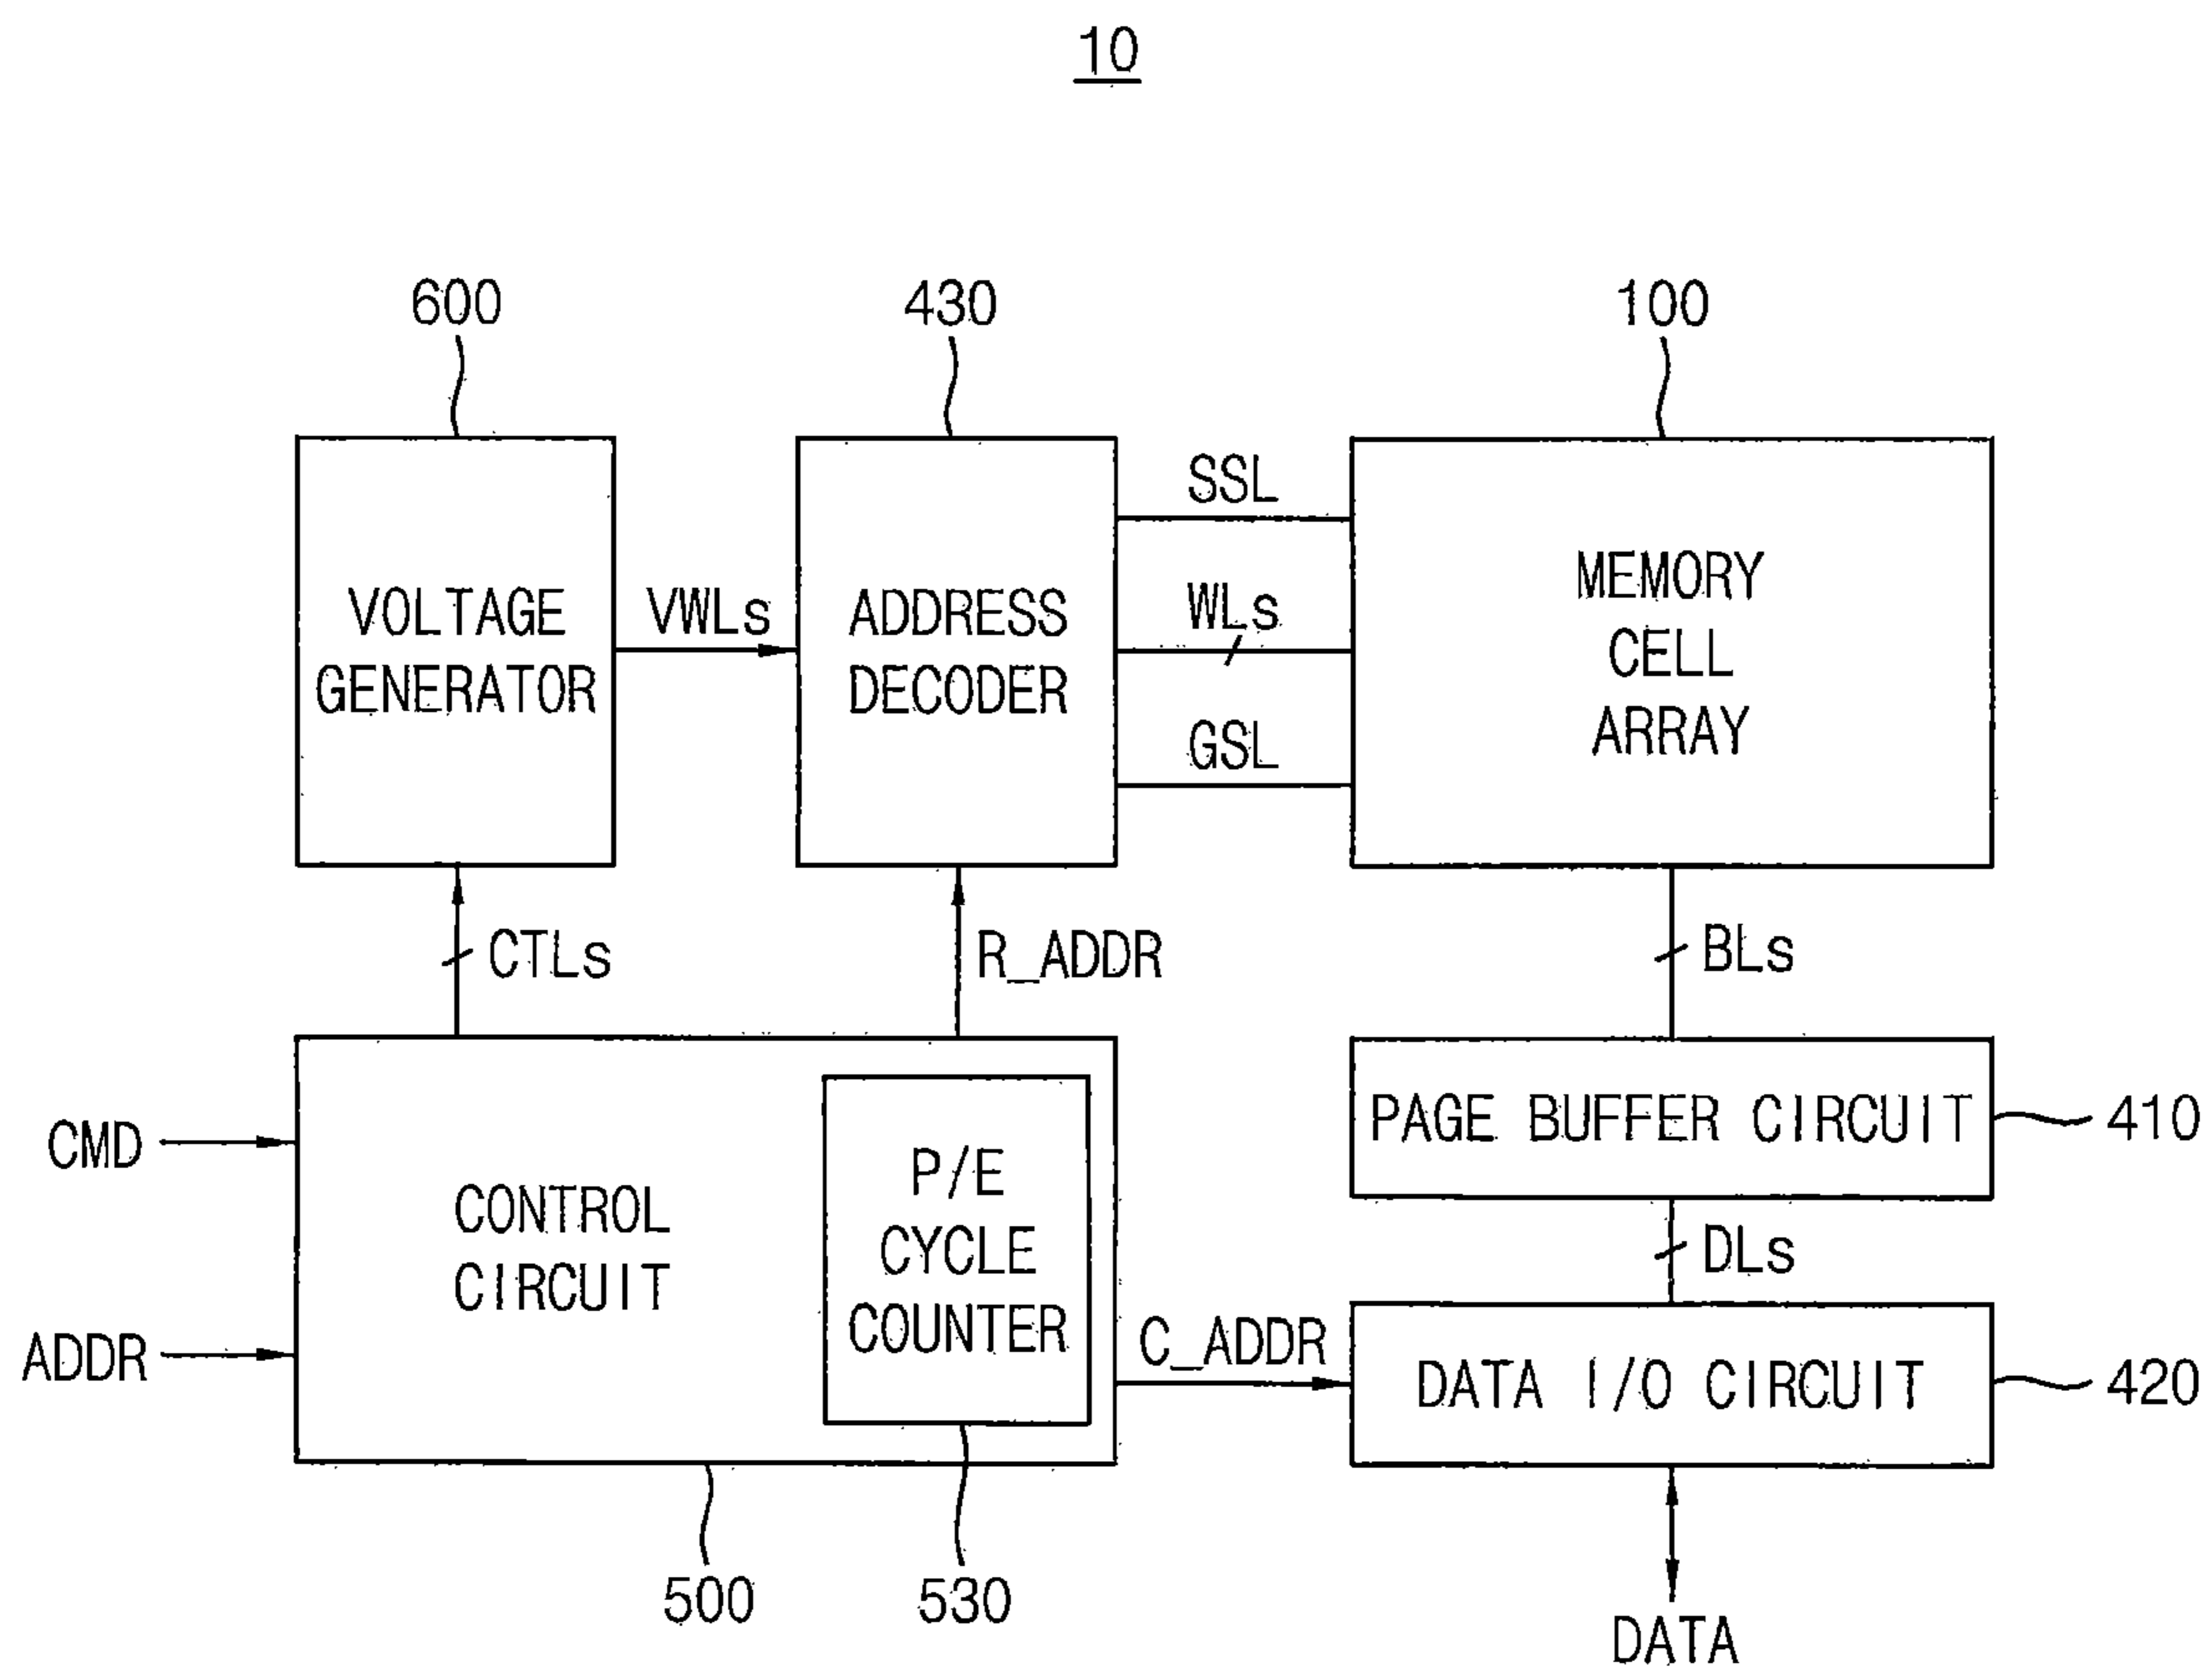 10
600
430
100
VOLTAGE
GENERATOR
VWLs
ADDRESS
DECODER
SSL
WLs
GSL
MEMORY
CELL
ARRAY
CTLs
R_ADDR
BLs
CMD
ADDR
CONTROL
CIRCUIT
P/E
CYCLE
COUNTER
C_ADDR
PAGE BUFFER CIRCUIT
410
DLs
DATA I/O CIRCUIT
420
500
530
DATA